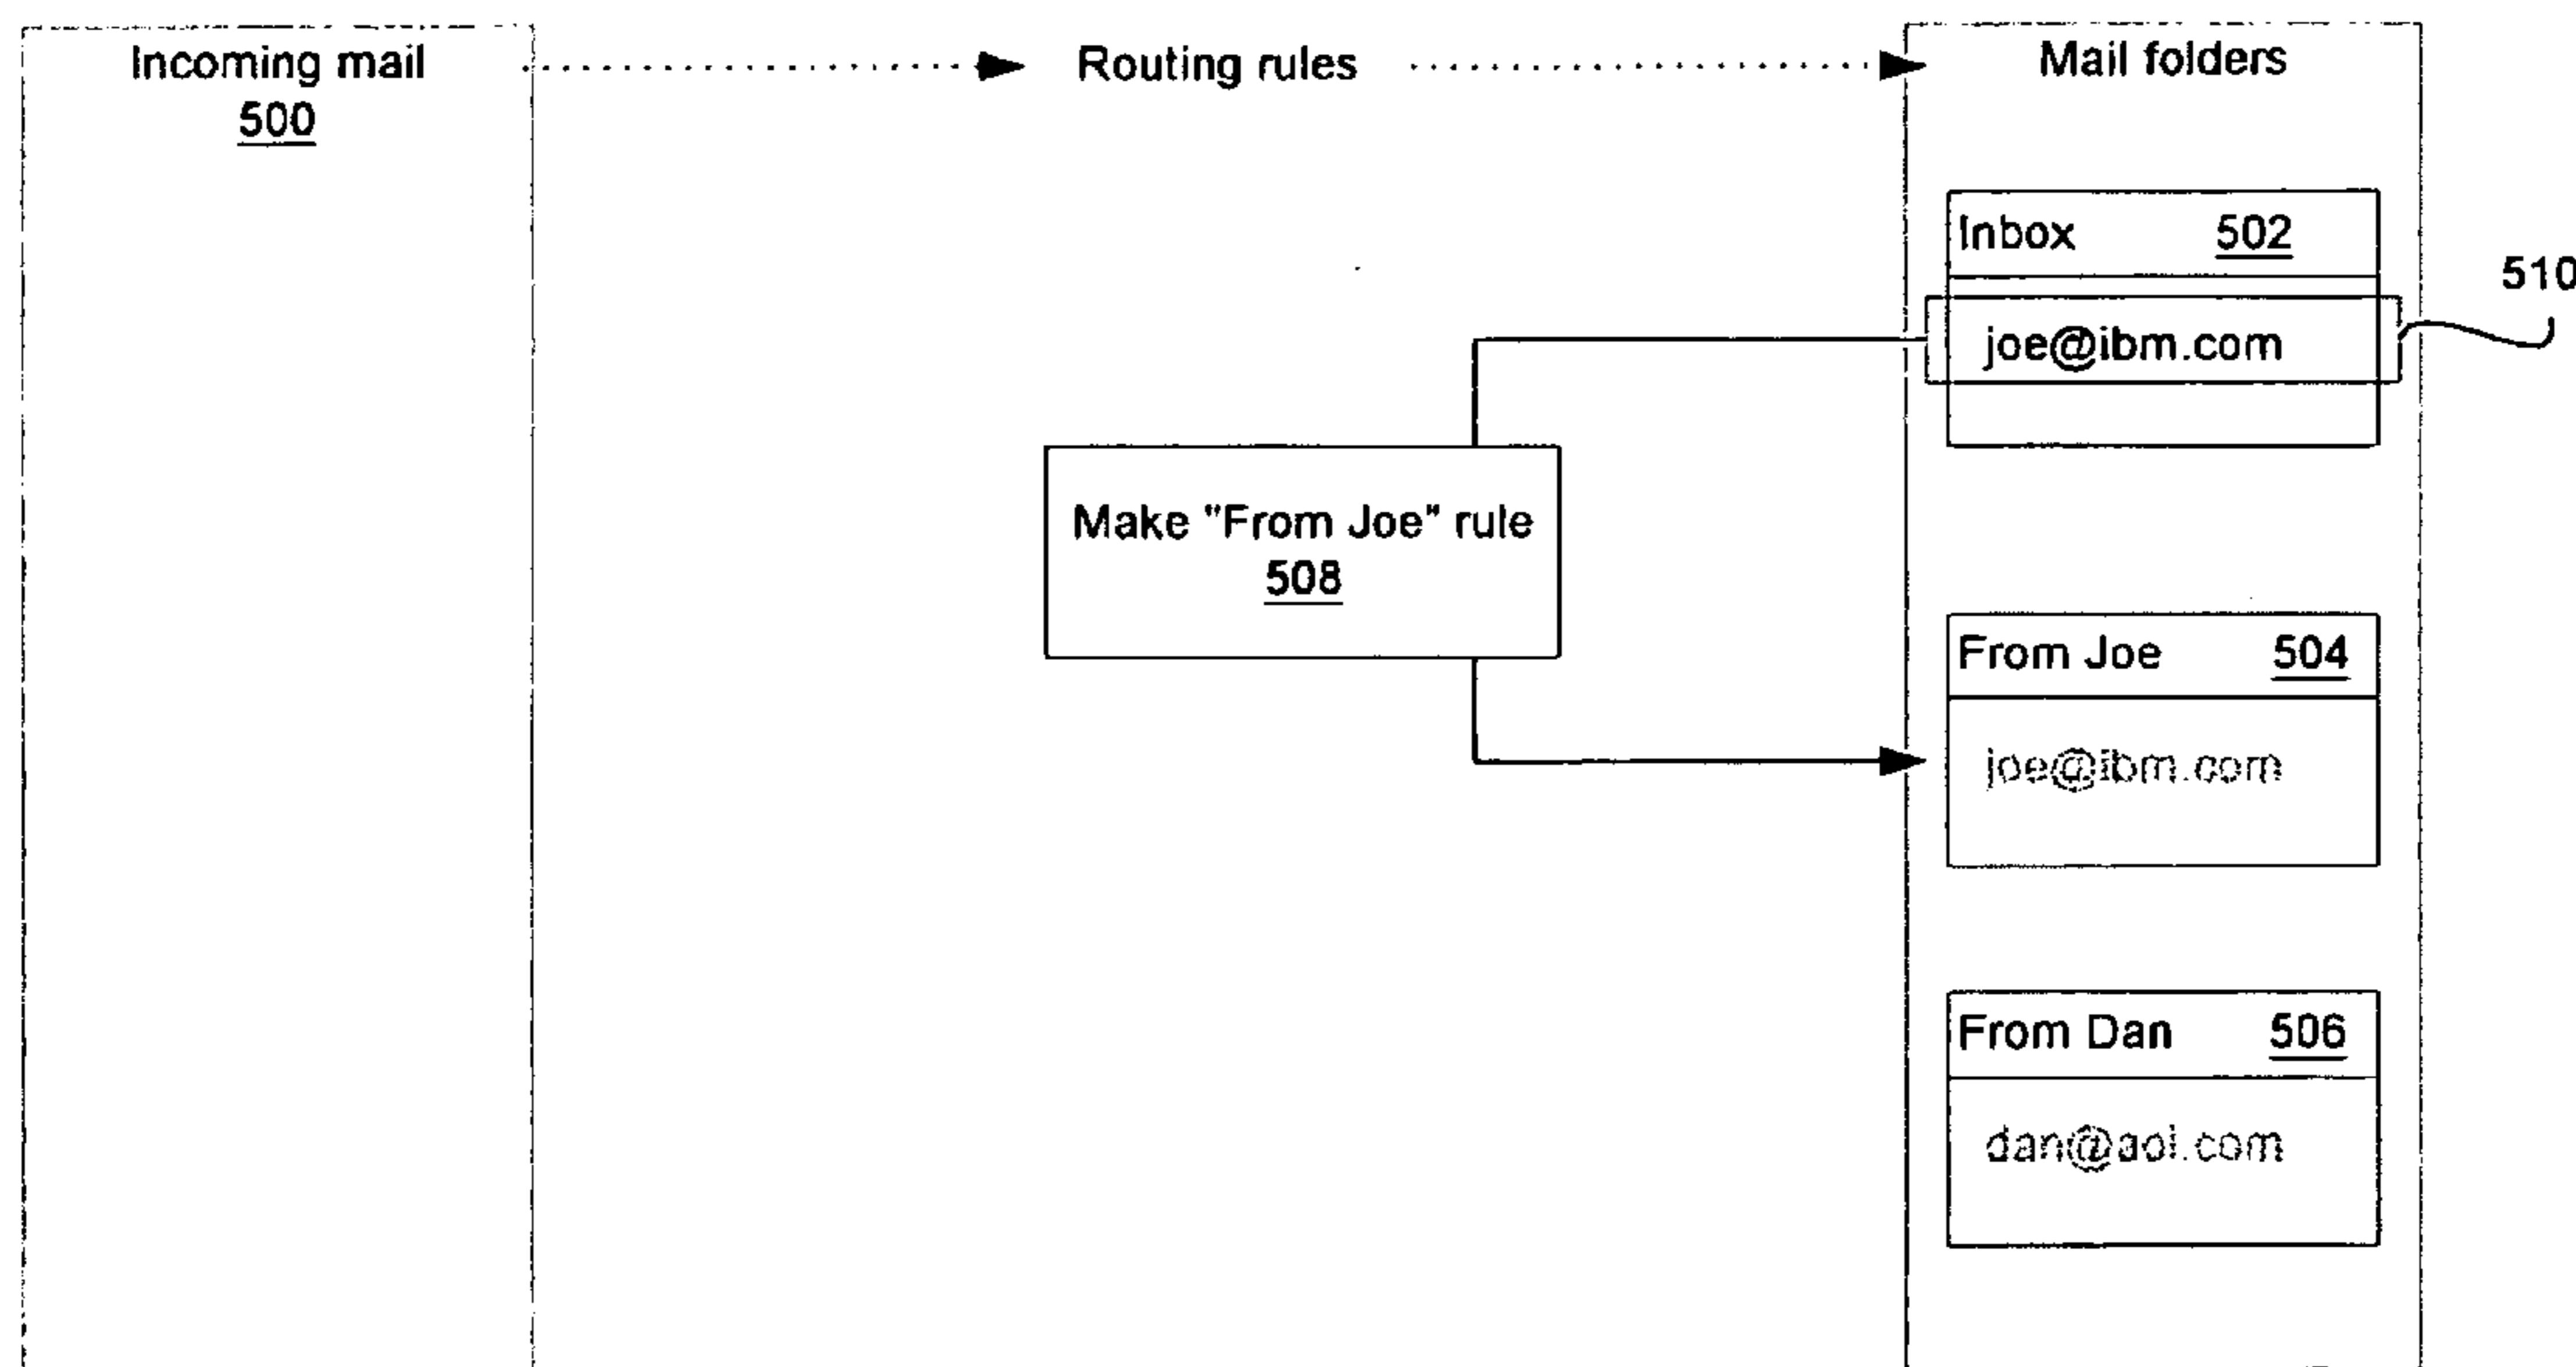 Incoming mail
500
Routing rules
Mail folders
Inbox 502
510
joe@ibm.com
Make "From Joe" rule
508
From Joe 504
joe@ibm.com
From Dan 506
dan@aol.com